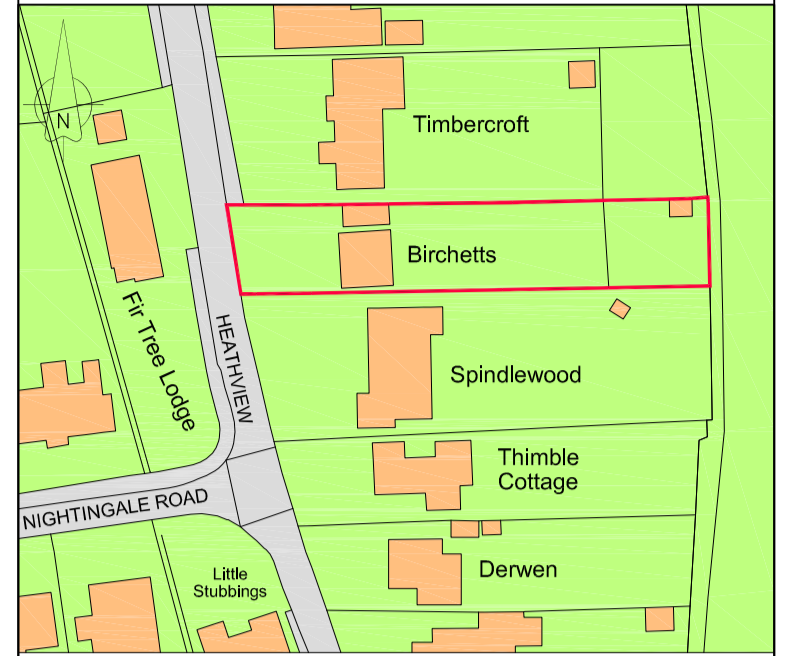 N
Timbercroft
Birchetts
Fir Tree Lodge
HEATHVIEW
Spindlewood
Thimble
Cottage
NIGHTINGALE ROAD
Little
Stubbings
Derwen